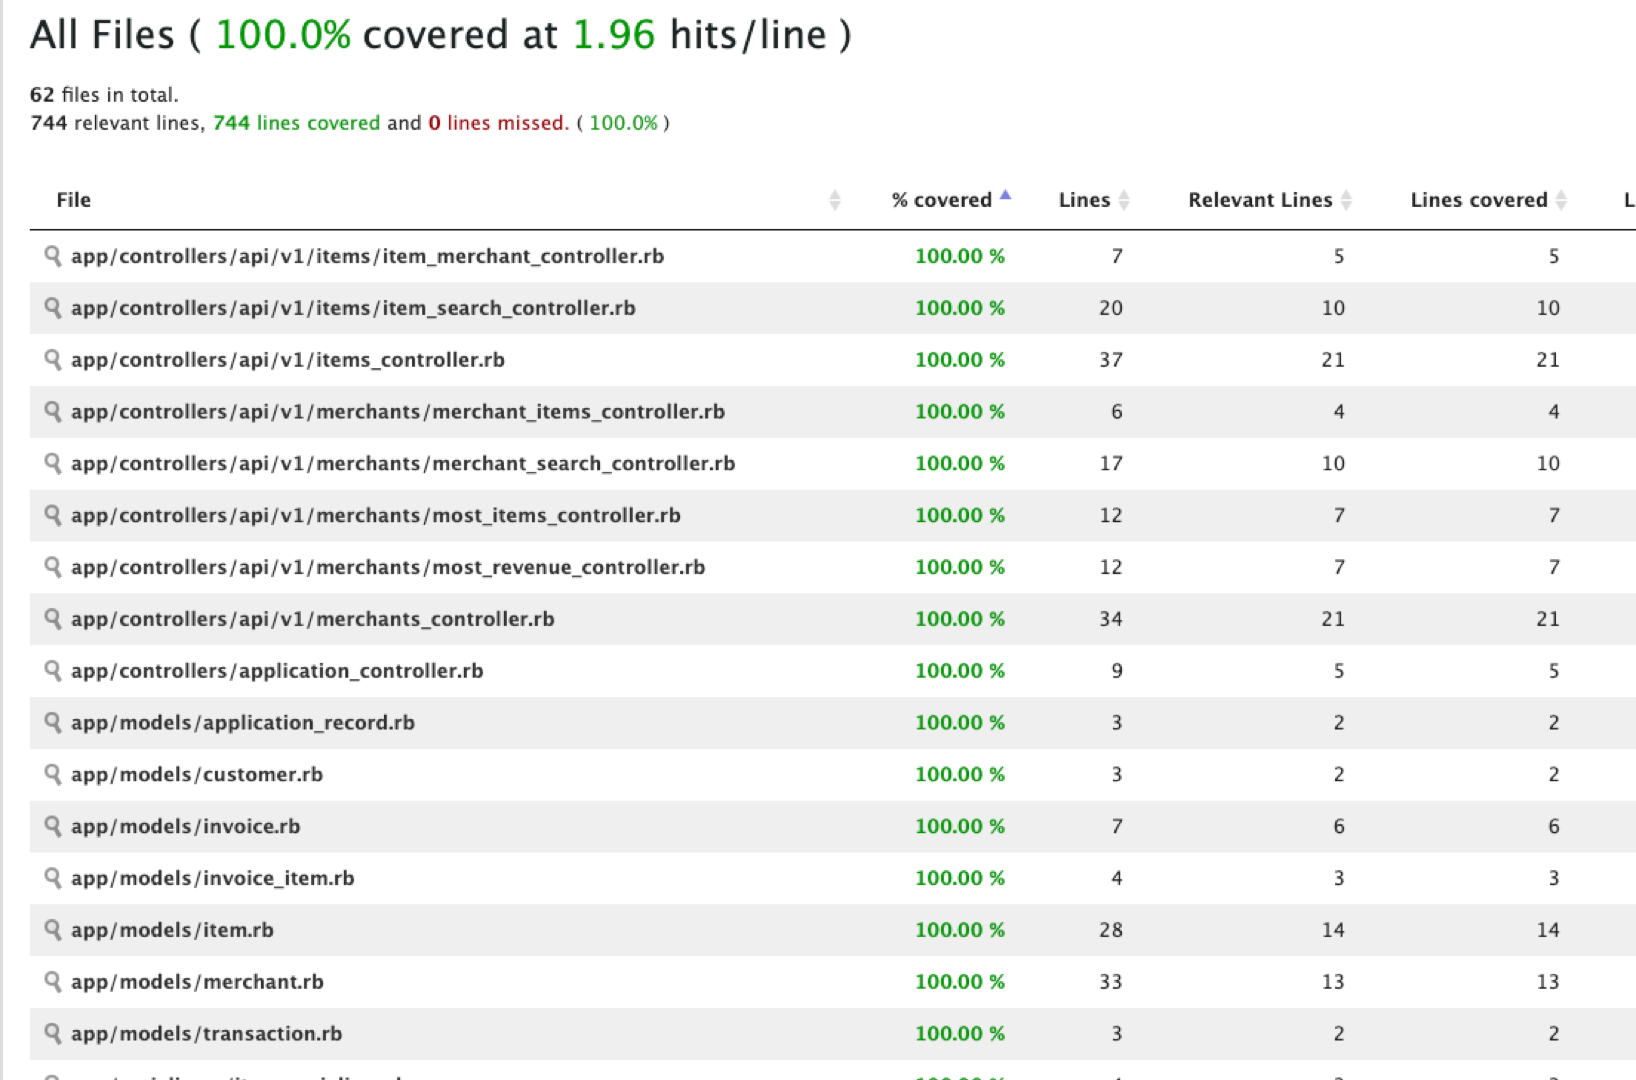 All Files ( 100.0% covered at 1.96 hits/line )
62 files in total.
744 relevant lines, 744 lines covered and 0 lines missed. ( 100.0% )
File % covered Lines Relevant Lines Lines covered L
app/controllers/api/v1/items/item_merchant_controller.rb 100.00 % 7 5 5
app/controllers/api/v1/items/item_search_controller.rb 100.00 % 20 10 10
app/controllers/api/v1/items_controller.rb 100.00 % 37 21 21
app/controllers/api/v1/merchants/merchant_items_controller.rb 100.00 % 6 4 4
app/controllers/api/v1/merchants/merchant_search_controller.rb 100.00 % 17 10 10
app/controllers/api/v1/merchants/most_items_controller.rb 100.00 % 12 7 7
app/controllers/api/v1/merchants/most_revenue_controller.rb 100.00 % 12 7 7
app/controllers/api/v1/merchants_controller.rb 100.00 % 34 21 21
app/controllers/application_controller.rb 100.00 % 9 5 5
app/models/application_record.rb 100.00 % 3 2 2
app/models/customer.rb 100.00 % 3 2 2
app/models/invoice.rb 100.00 % 7 6 6
app/models/invoice_item.rb 100.00 % 4 3 3
app/models/item.rb 100.00 % 28 14 14
app/models/merchant.rb 100.00 % 33 13 13
app/models/transaction.rb 100.00 % 3 2 2